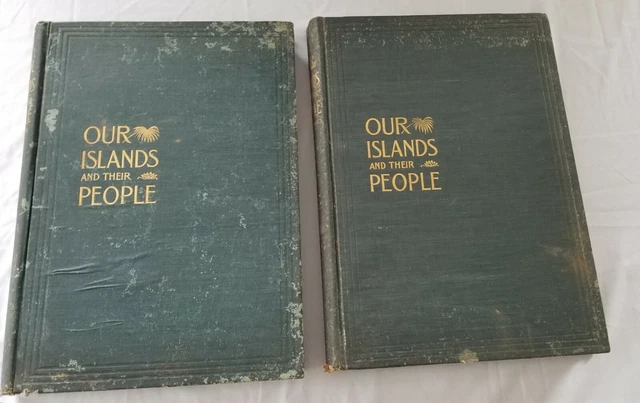 OUR
ISLANDS
AND THEIR
PEOPLE
OUR
ISLANDS
AND THEIR
PEOPLE